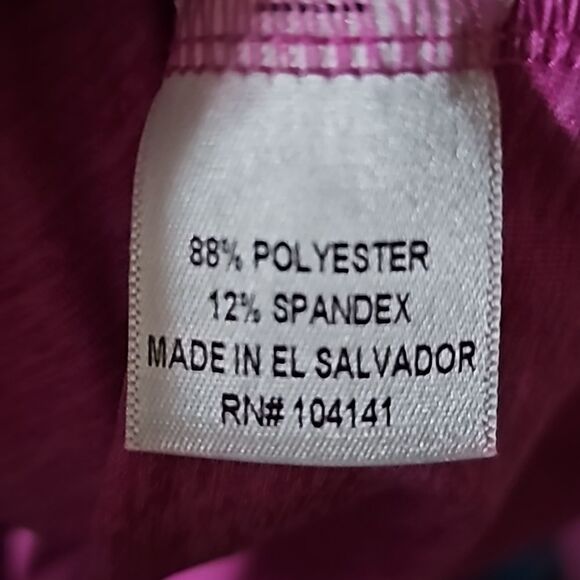 88% POLYESTER
12% SPANDEX
MADE IN EL SALVADOR
RN# 104141